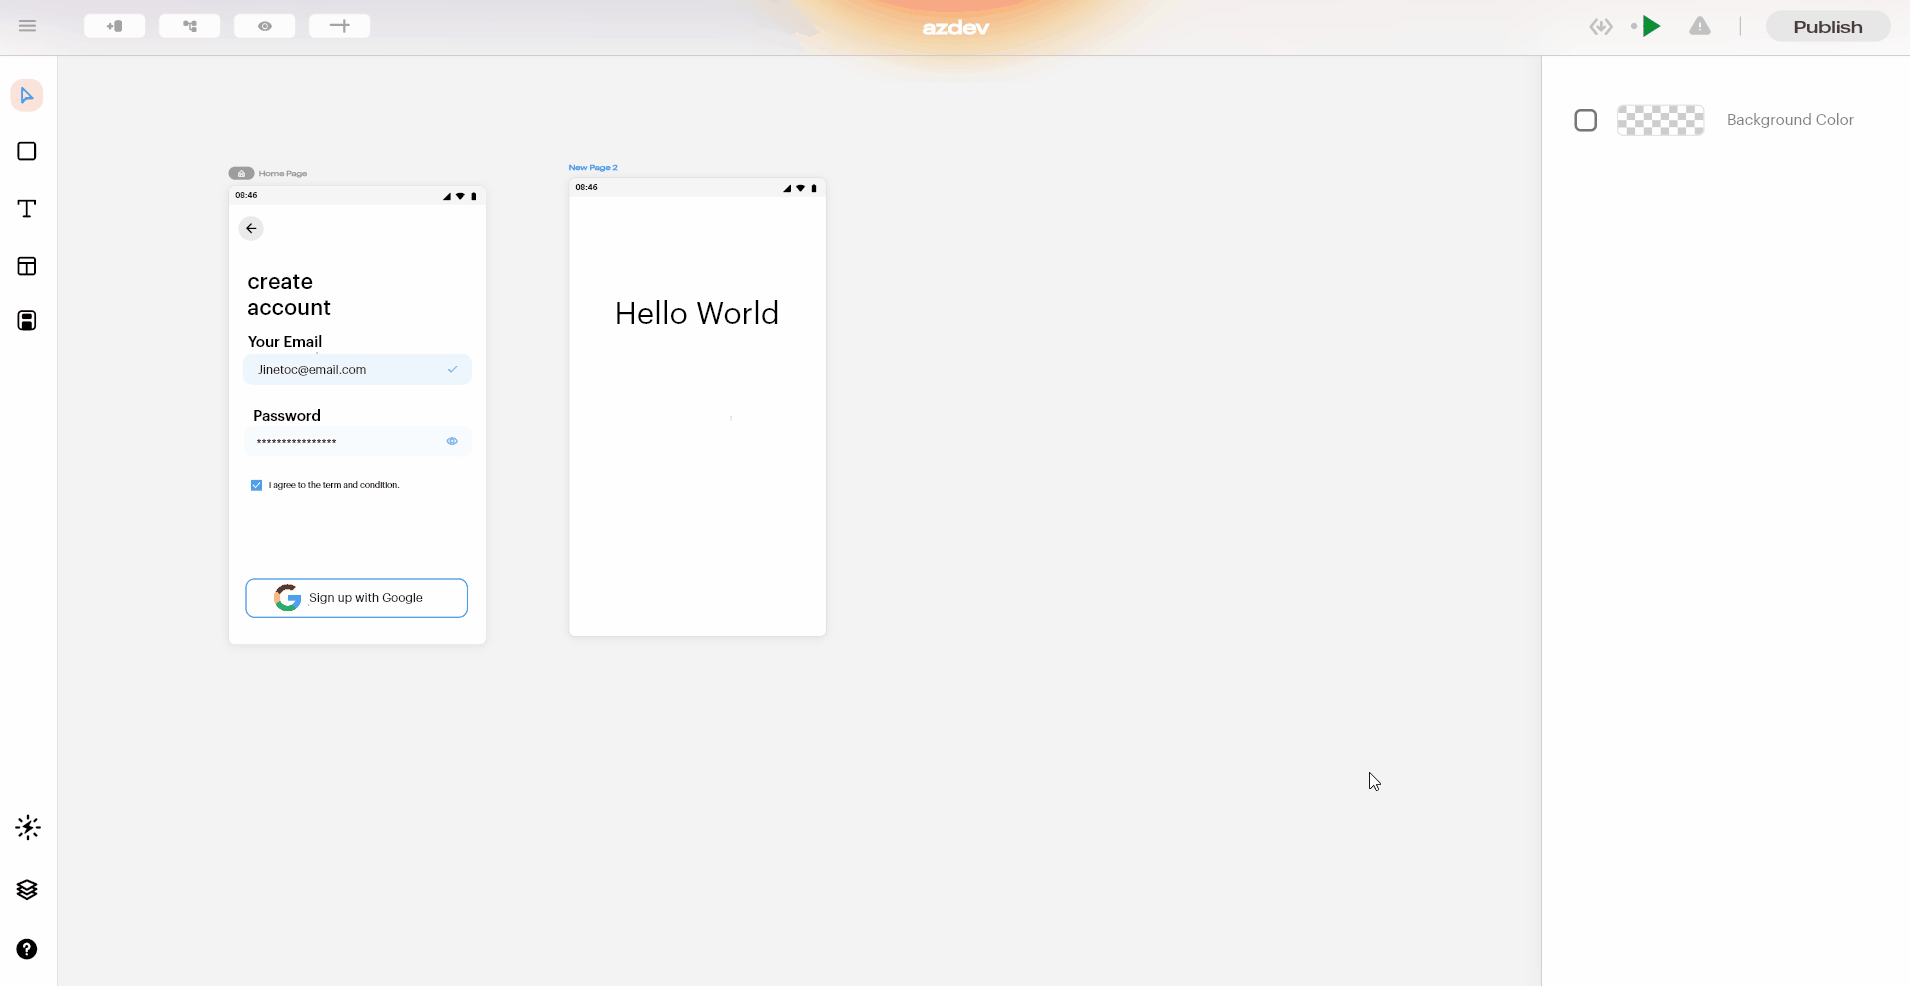 azdev
Publish
Background Color
Home Page
08:46
create
account
Your Email
Jinetoc@email.com
Password
****************
I agree to the term and condition.
Sign up with Google
New Page 2
08:46
Hello World